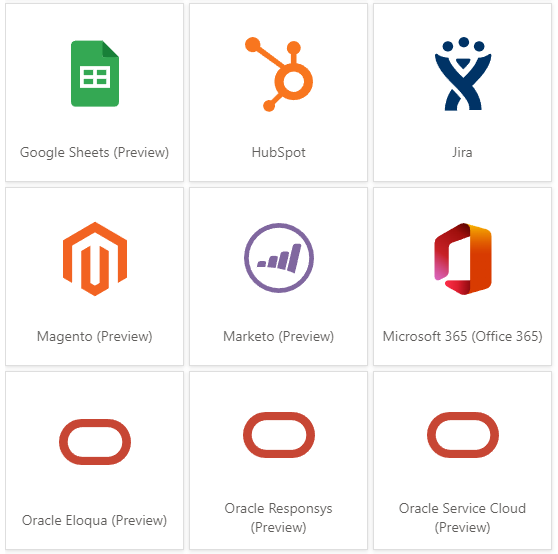 Google Sheets (Preview)
HubSpot
Jira
Magento (Preview)
Marketo (Preview)
Microsoft 365 (Office 365)
Oracle Eloqua (Preview)
Oracle Responsys
(Preview)
Oracle Service Cloud
(Preview)